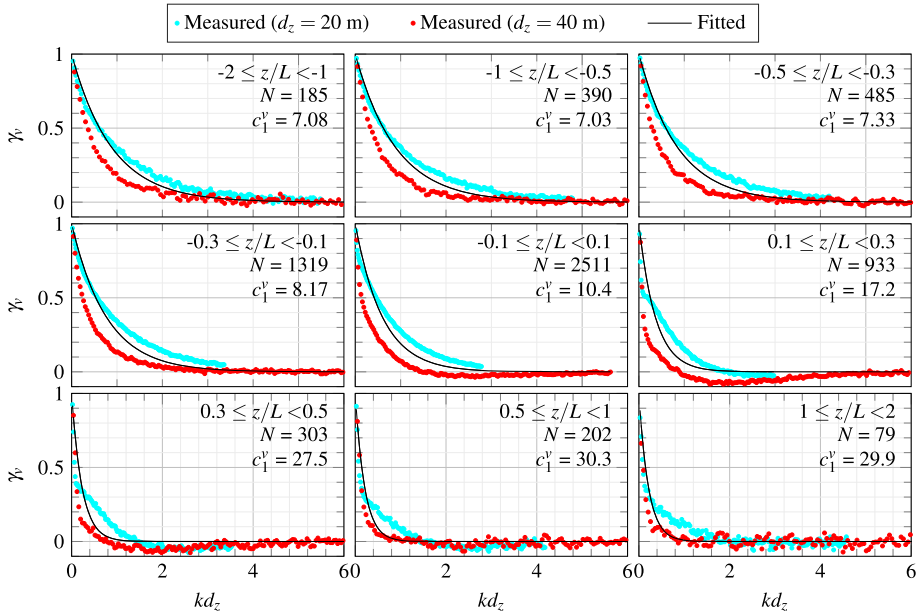 Measured (d_z = 20 m) Measured (d_z = 40 m) Fitted
1
0.5
0
γ_v
-2 ≤ z/L <-1
N = 185
c_1^v = 7.08
-1 ≤ z/L <-0.5
N = 390
c_1^v = 7.03
-0.5 ≤ z/L <-0.3
N = 485
c_1^v = 7.33
1
0.5
0
γ_v
-0.3 ≤ z/L <-0.1
N = 1319
c_1^v = 8.17
-0.1 ≤ z/L <0.1
N = 2511
c_1^v = 10.4
0.1 ≤ z/L <0.3
N = 933
c_1^v = 17.2
1
0.5
0
γ_v
0.3 ≤ z/L <0.5
N = 303
c_1^v = 27.5
0.5 ≤ z/L <1
N = 202
c_1^v = 30.3
1 ≤ z/L <2
N = 79
c_1^v = 29.9
0 2 4 60 2 4 60 2 4 6
kd_z kd_z kd_z